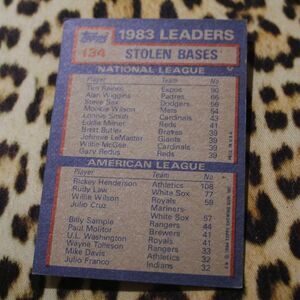 Topps 1983 LEADERS
134 STOLEN BASES
NATIONAL LEAGUE
Player Team No.
Tim Raines Expos 90
Alan Wiggins Padres 66
Steve Sax Dodgers 56
Mookie Wilson Mets 54
Lonnie Smith Cardinals 43
Eddie Milner Reds 41
Brett Butler Braves 39
Johnnie LeMaster Giants 39
Willie McGee Cardinals 39
Gary Redus Reds 39
AMERICAN LEAGUE
Player Team No.
Rickey Henderson Athletics 108
Rudy Law White Sox 77
Willie Wilson Royals 59
Julio Cruz Mariners-
White Sox 57
Billy Sample Rangers 44
Paul Molitor Brewers 41
U.L. Washington Royals 40
Wayne Tolleson Rangers 33
Mike Davis Athletics 32
Julio Franco Indians 32